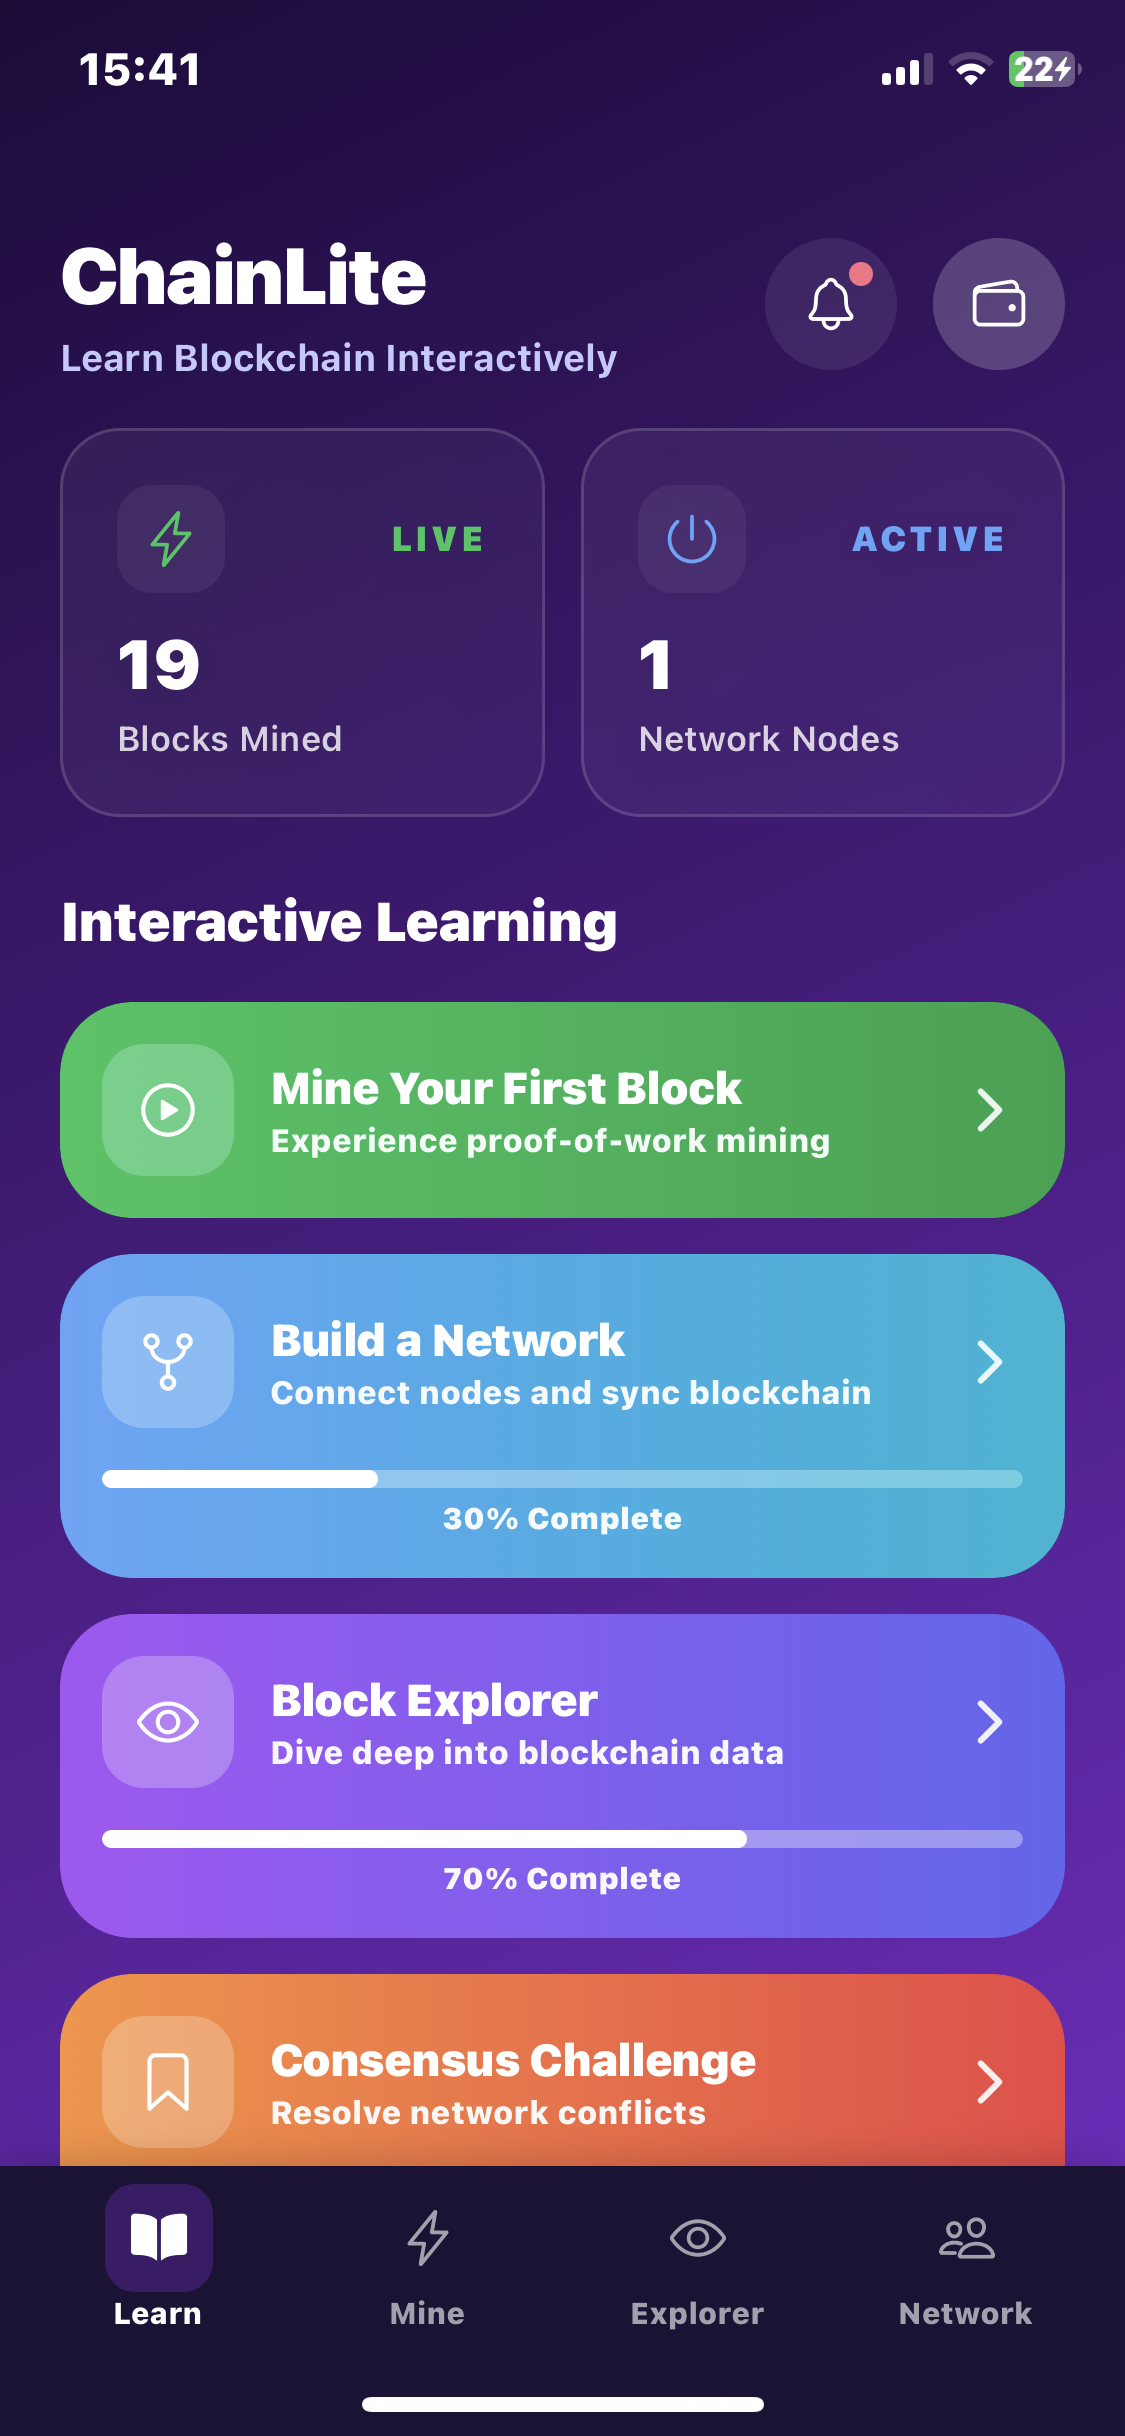 15:41
22
ChainLite
Learn Blockchain Interactively
LIVE
19
Blocks Mined
ACTIVE
1
Network Nodes
Interactive Learning
Mine Your First Block
Experience proof-of-work mining
Build a Network
Connect nodes and sync blockchain
30% Complete
Block Explorer
Dive deep into blockchain data
70% Complete
Consensus Challenge
Resolve network conflicts
Learn
Mine
Explorer
Network